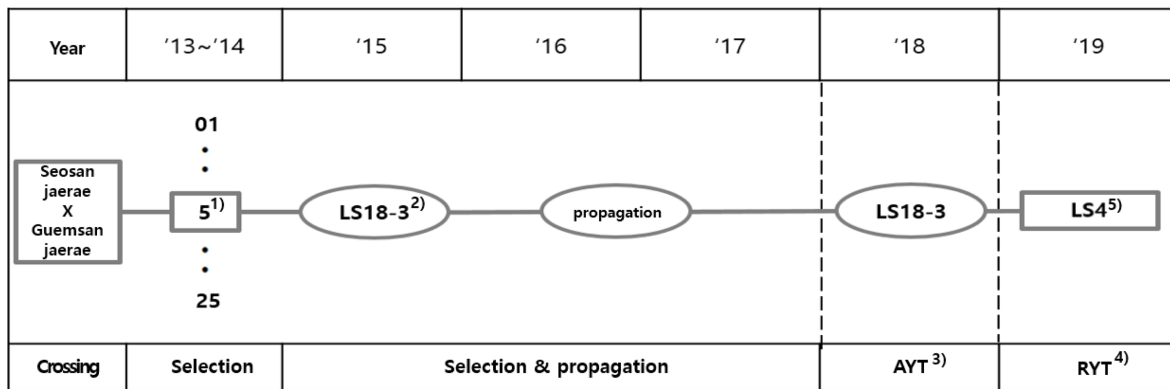 Year '13~'14 '15 '16 '17 '18 '19
01
Seosan
jaerae
X
Guemsan
jaerae
5¹⁾ LS18-3²⁾ propagation LS18-3 LS4⁵⁾
25
Crossing Selection Selection & propagation AYT³⁾ RYT⁴⁾